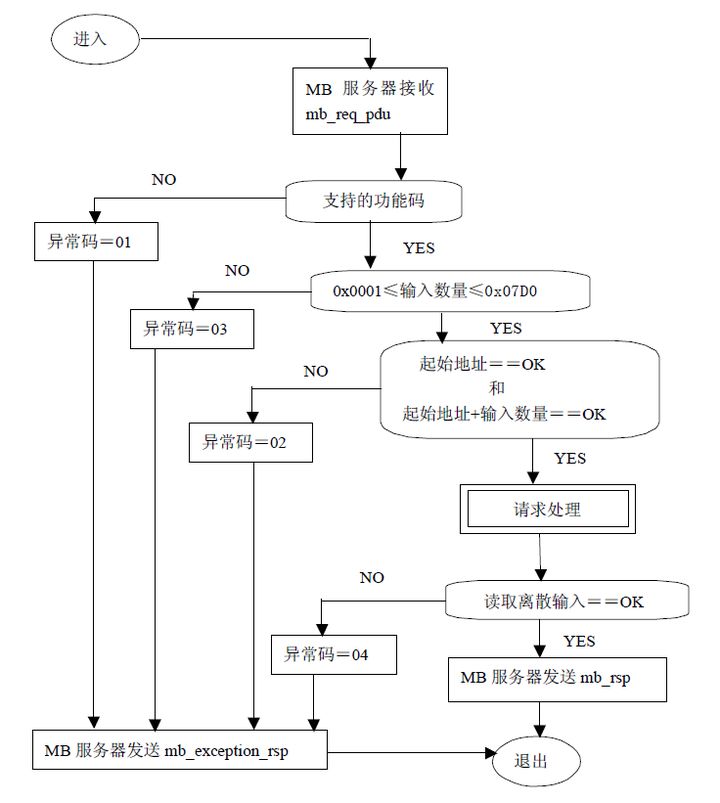 进入
MB 服务器接收
mb_req_pdu
NO
支持的功能码
异常码＝01
YES
NO
0x0001≤输入数量≤0x07D0
异常码＝03
YES
起始地址＝＝OK
NO
和
起始地址+输入数量＝＝OK
异常码＝02
YES
请求处理
NO
读取离散输入＝＝OK
YES
异常码＝04
MB 服务器发送 mb_rsp
MB 服务器发送 mb_exception_rsp
退出